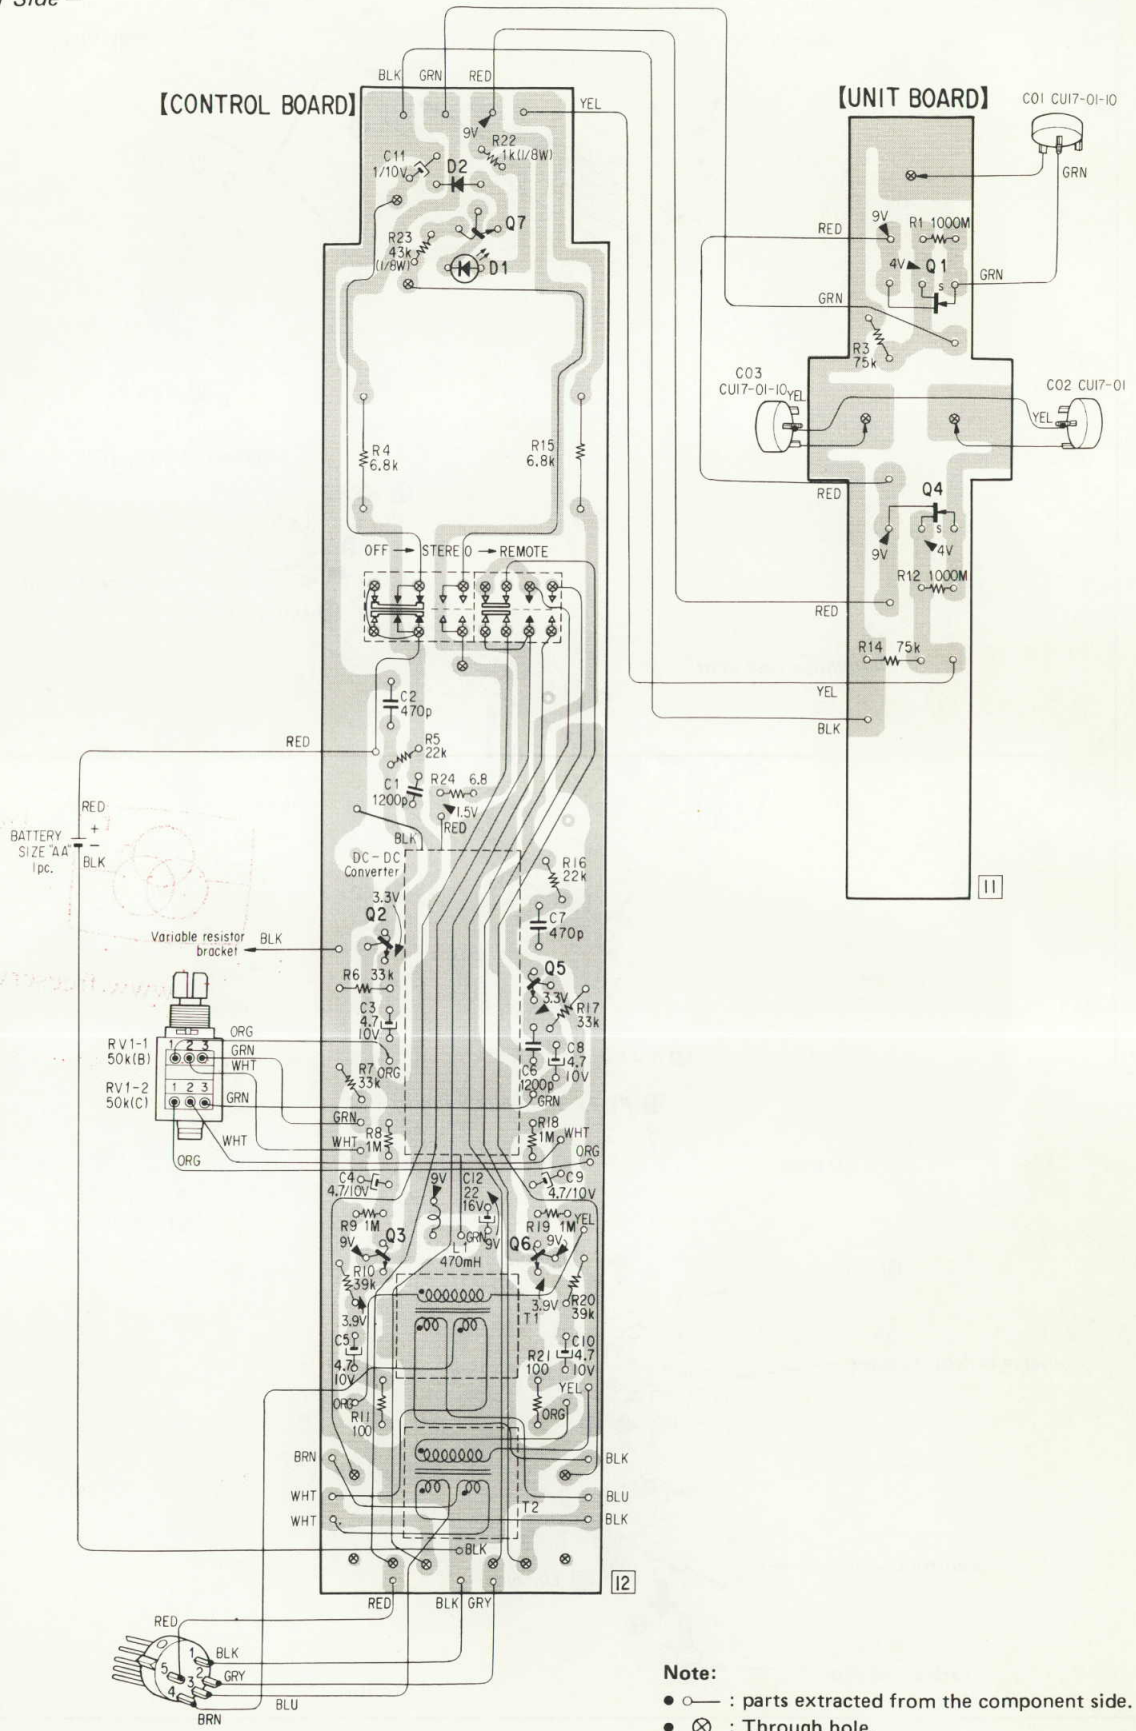 Side –
BLK GRN RED
YEL
【CONTROL BOARD】
9V
R22
1k(1/8W)
C11
1/10V
D2
Q7
R23
43k
(1/8W)
D1
R4
6.8k
R15
6.8k
OFF → STEREO → REMOTE
C2
470p
RED
R5
22k
C1
1200p
R24 6.8
1.5V
RED
BLK
RED
+
BATTERY
SIZE "AA"
1pc.
–
BLK
DC-DC
Converter
R16
22k
3.3V
Q2
C7
470p
Variable resistor
bracket
BLK
R6 33k
Q5
3.3V
R17
33k
C3
4.7
10V
ORG
C8
4.7
10V
C6
1200p
GRN
RV1-1
50k(B)
1 2 3
ORG
GRN
WHT
RV1-2
50k(C)
1 2 3
GRN
WHT
ORG
R7
33k
GRN
WHT
R8
1M
R18
1M
WHT
ORG
C4
4.7/10V
9V
C12
22
16V
C9
4.7/10V
R9 1M
9V
Q3
L1
470mH
GRN
9V
R19 1M
YEL
9V
Q6
R10
39k
3.9V
3.9V
R20
39k
T1
C5
4.7
10V
R21
100
C10
4.7
10V
YEL
ORG
R11
100
ORG
BRN
BLK
WHT
BLU
WHT
BLK
T2
BLK
12
RED BLK GRY
RED
1
BLK
5
2
GRY
3
4
BLU
BRN
【UNIT BOARD】
C01 CU17-01-10
GRN
RED
9V
R1 1000M
4V
Q1
S
GRN
GRN
R3
75k
C03
CU17-01-10
YEL
C02 CU17-01
YEL
RED
Q4
S
9V
4V
R12 1000M
RED
R14 75k
YEL
BLK
11
Note:
● ○— : parts extracted from the component side.
● ⊗ : Through hole